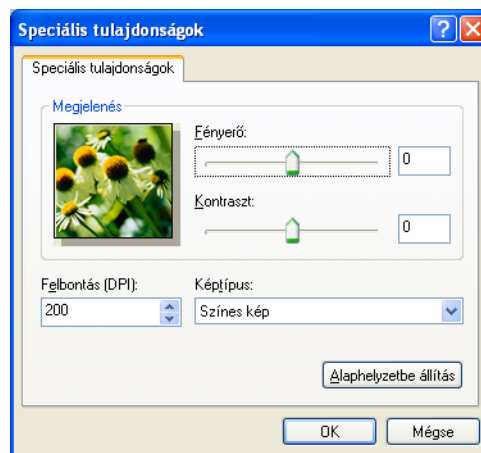 Speciális tulajdonságok
Speciális tulajdonságok
Megjelenés
Fényerő:
0
Kontraszt:
0
Felbontás (DPI):
200
Képtípus:
Színes kép
Alaphelyzetbe állítás
OK
Mégse